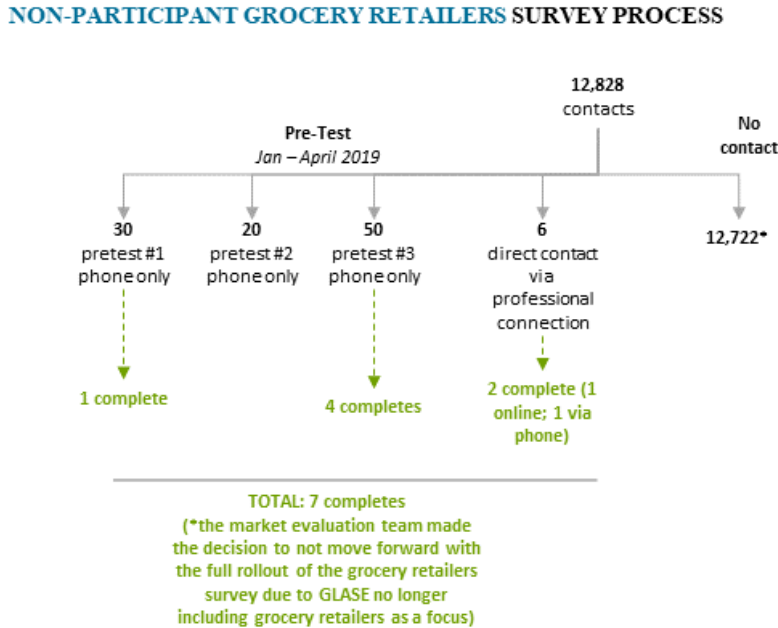 NON-PARTICIPANT GROCERY RETAILERS SURVEY PROCESS
12,828
contacts
No
contact
Pre-Test
Jan – April 2019
30
pretest #1
phone only
20
pretest #2
phone only
50
pretest #3
phone only
6
direct contact
via
professional
connection
12,722*
1 complete
4 completes
2 complete (1
online; 1 via
phone)
TOTAL: 7 completes
(*the market evaluation team made
the decision to not move forward with
the full rollout of the grocery retailers
survey due to GLASE no longer
including grocery retailers as a focus)